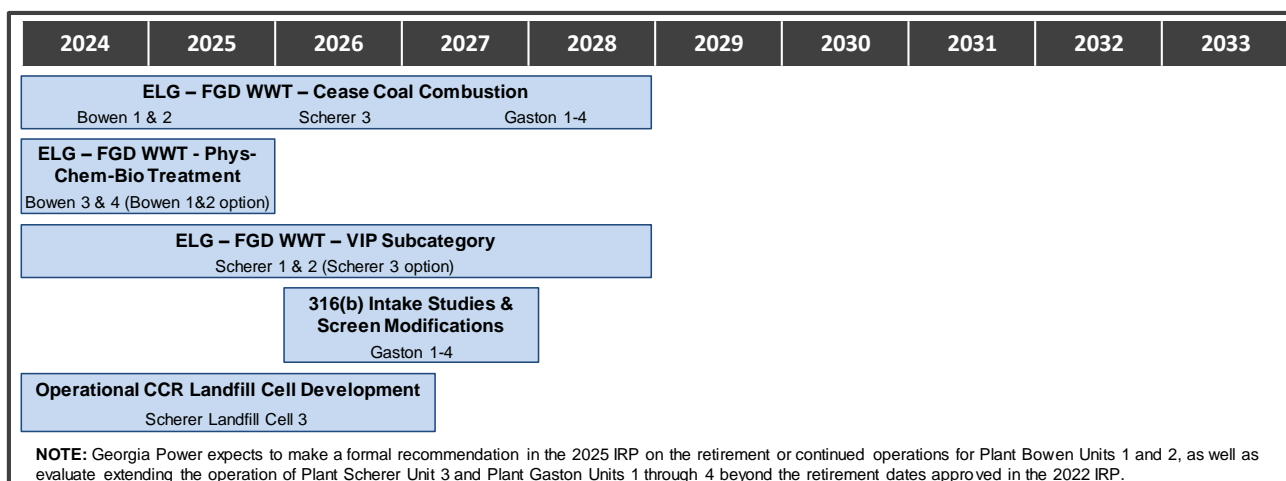 2024 2025 2026 2027 2028 2029 2030 2031 2032 2033
ELG – FGD WWT – Cease Coal Combustion
Bowen 1 & 2 Scherer 3 Gaston 1-4
ELG – FGD WWT - Phys-
Chem-Bio Treatment
Bowen 3 & 4 (Bowen 1&2 option)
ELG – FGD WWT – VIP Subcategory
Scherer 1 & 2 (Scherer 3 option)
316(b) Intake Studies &
Screen Modifications
Gaston 1-4
Operational CCR Landfill Cell Development
Scherer Landfill Cell 3
NOTE: Georgia Power expects to make a formal recommendation in the 2025 IRP on the retirement or continued operations for Plant Bowen Units 1 and 2, as well as
evaluate extending the operation of Plant Scherer Unit 3 and Plant Gaston Units 1 through 4 beyond the retirement dates approved in the 2022 IRP.